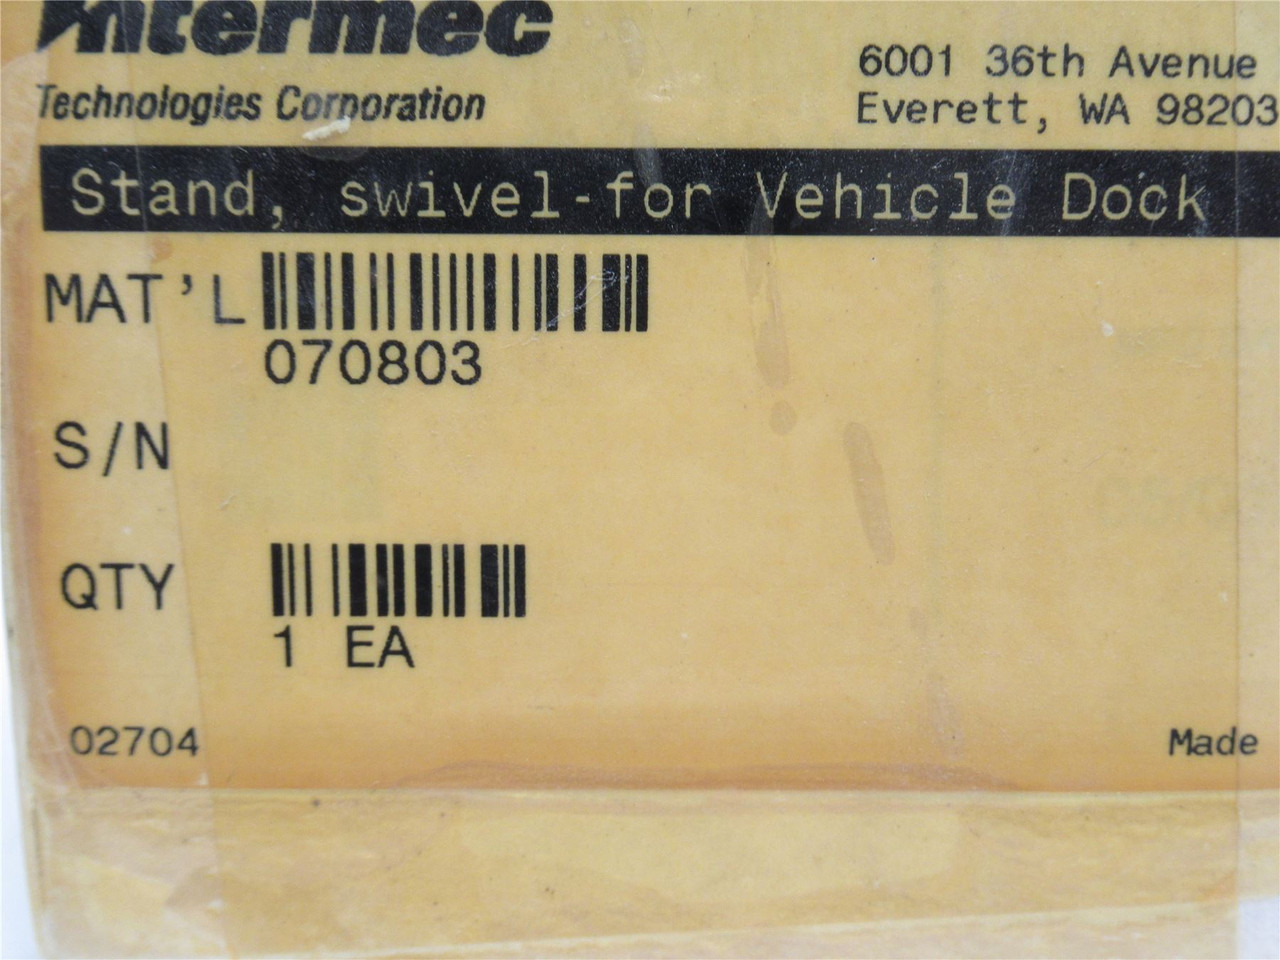 Intermec
Technologies Corporation
6001 36th Avenue
Everett, WA 98203
Stand, swivel-for Vehicle Dock
MAT'L
070803
S/N
QTY
1 EA
02704
Made